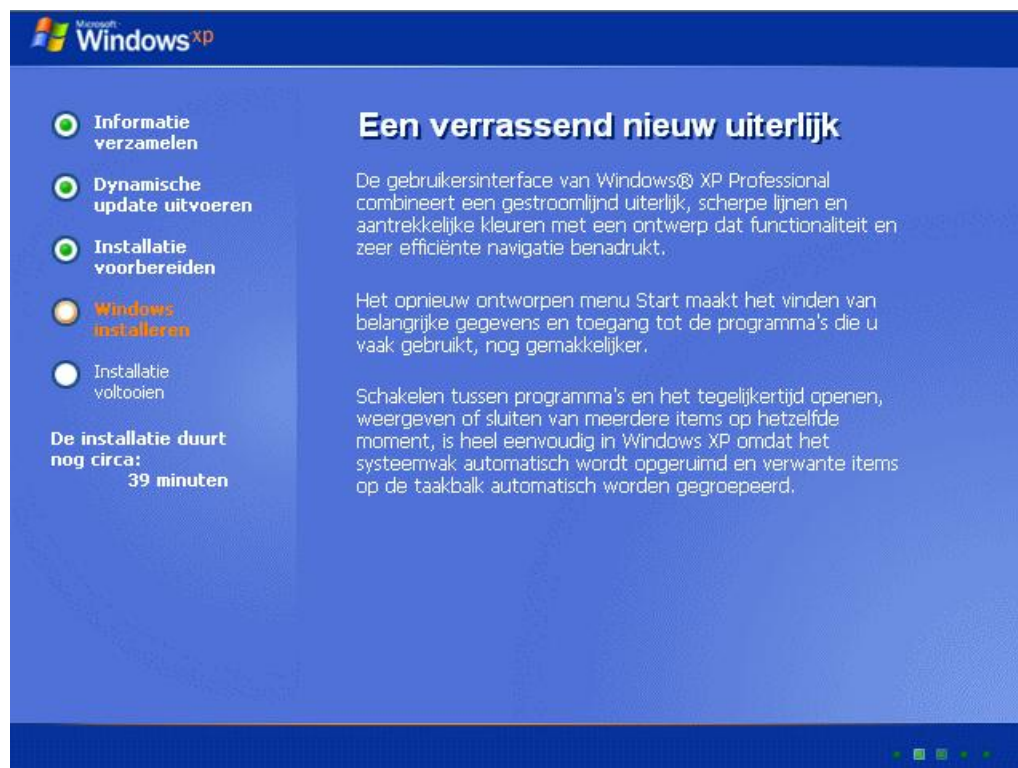 Microsoft
Windows xp
Informatie
verzamelen
Dynamische
update uitvoeren
Installatie
voorbereiden
Windows
installeren
Installatie
voltooien
De installatie duurt
nog circa:
39 minuten
Een verrassend nieuw uiterlijk
De gebruikersinterface van Windows® XP Professional
combineert een gestroomlijnd uiterlijk, scherpe lijnen en
aantrekkelijke kleuren met een ontwerp dat functionaliteit en
zeer efficiënte navigatie benadrukt.
Het opnieuw ontworpen menu Start maakt het vinden van
belangrijke gegevens en toegang tot de programma's die u
vaak gebruikt, nog gemakkelijker.
Schakelen tussen programma's en het tegelijkertijd openen,
weergeven of sluiten van meerdere items op hetzelfde
moment, is heel eenvoudig in Windows XP omdat het
systeemvak automatisch wordt opgeruimd en verwante items
op de taakbalk automatisch worden gegroepeerd.